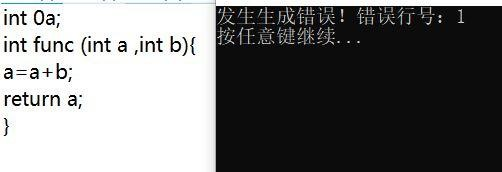 int 0a;
int func (int a ,int b){
a=a+b;
return a;
}
发生生成错误！错误行号：1
按任意键继续...